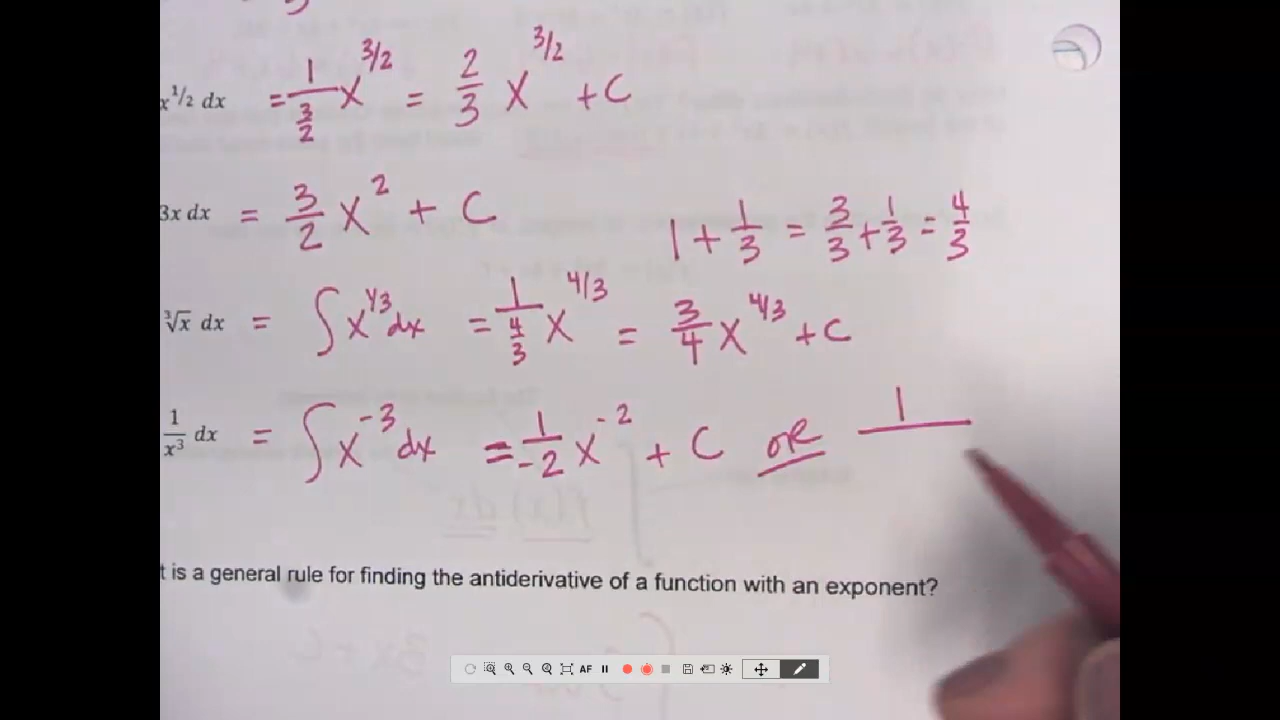 x^1/2 dx = 1/(3/2) x^3/2 = 2/3 x^3/2 + C
3x dx = 3/2 x^2 + C
1 + 1/3 = 3/3 + 1/3 = 4/3
∛x dx = ∫ x^1/3 dx = 1/(4/3) x^4/3 = 3/4 x^4/3 + C
1/x^3 dx = ∫ x^-3 dx = 1/-2 x^-2 + C or 1
t is a general rule for finding the antiderivative of a function with an exponent?
AF